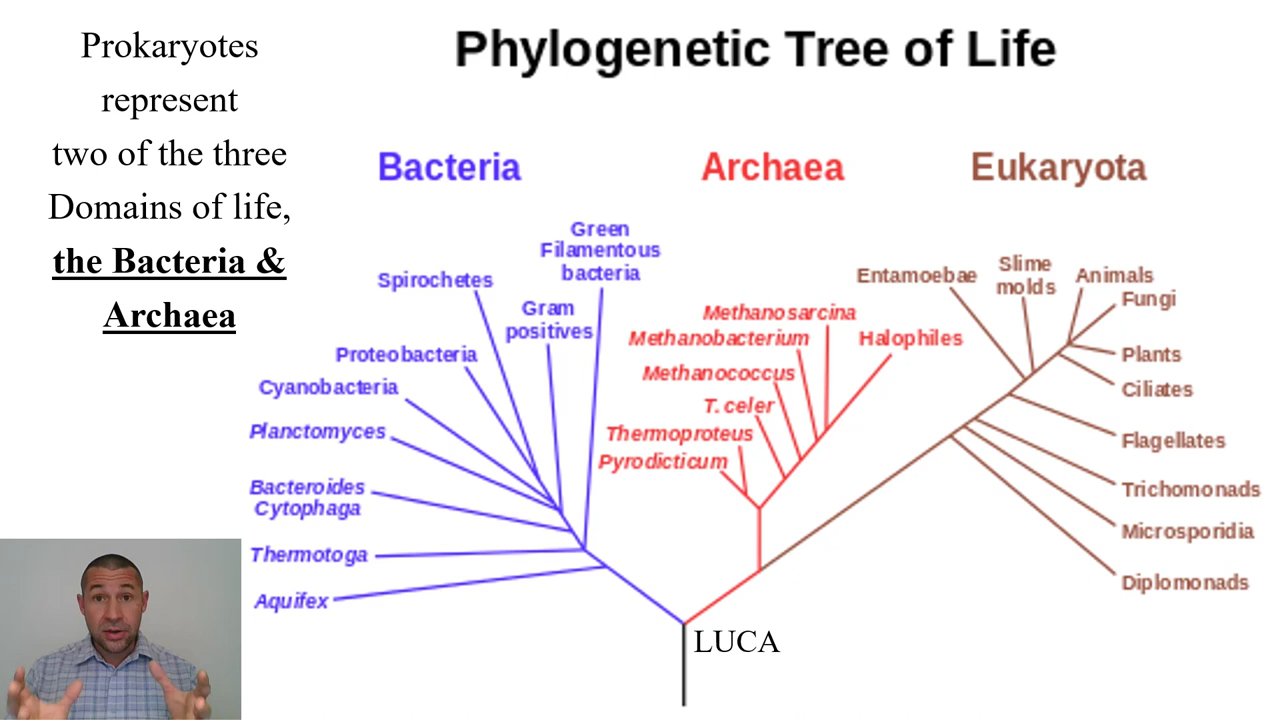 Prokaryotes
represent
two of the three
Domains of life,
the Bacteria &
Archaea
Phylogenetic Tree of Life
Bacteria
Archaea
Eukaryota
Green
Filamentous
bacteria
Spirochetes
Gram
positives
Proteobacteria
Cyanobacteria
Planctomyces
Bacteroides
Cytophaga
Thermotoga
Aquifex
Methanosarcina
Methanobacterium
Halophiles
Methanococcus
T. celer
Thermoproteus
Pyrodicticum
Entamoebae
Slime
molds
Animals
Fungi
Plants
Ciliates
Flagellates
Trichomonads
Microsporidia
Diplomonads
LUCA